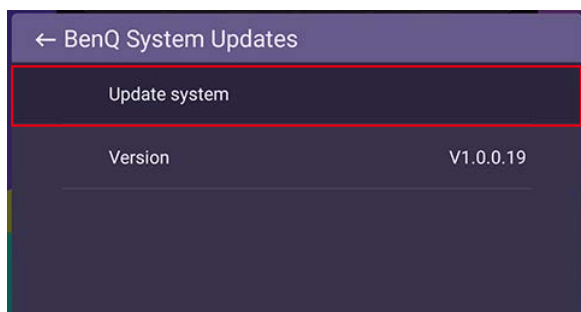 ← BenQ System Updates
Update system
Version V1.0.0.19